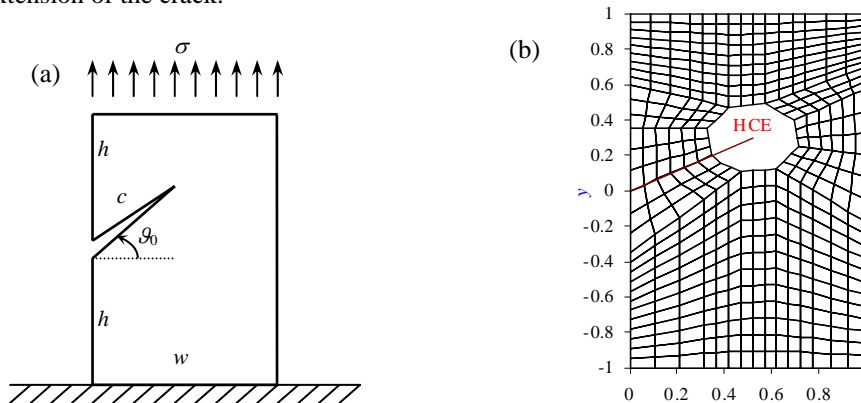 xtension of the crack.
σ
(a)
h
c
ϑ0
h
w
(b)
1
0.8
0.6
0.4
0.2
0
-0.2
-0.4
-0.6
-0.8
-1
y
HCE
0 0.2 0.4 0.6 0.8